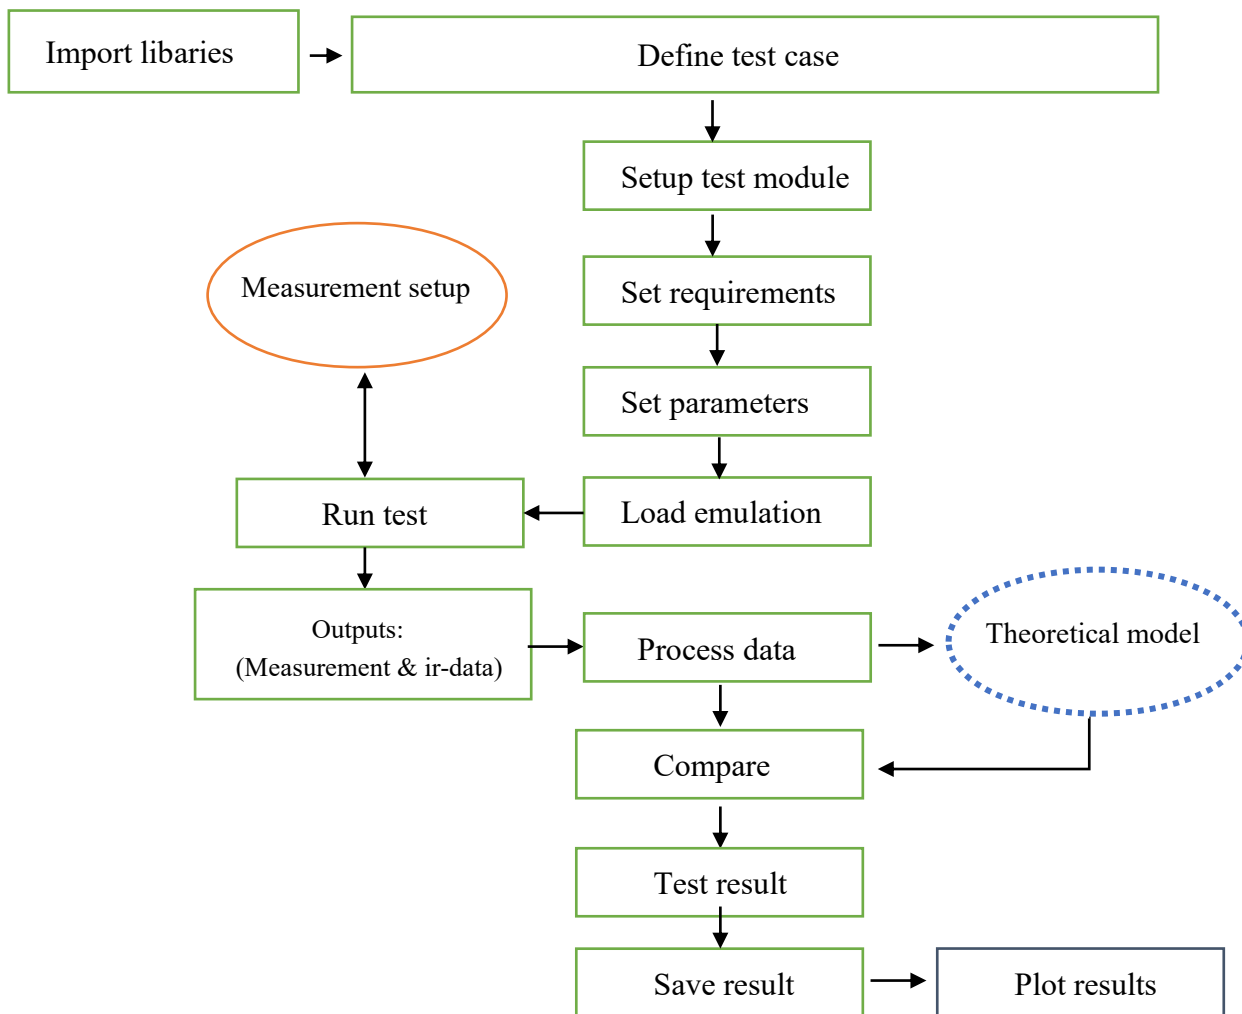 Import libaries
Define test case
Setup test module
Measurement setup
Set requirements
Set parameters
Run test
Load emulation
Outputs:
(Measurement & ir-data)
Process data
Theoretical model
Compare
Test result
Save result
Plot results